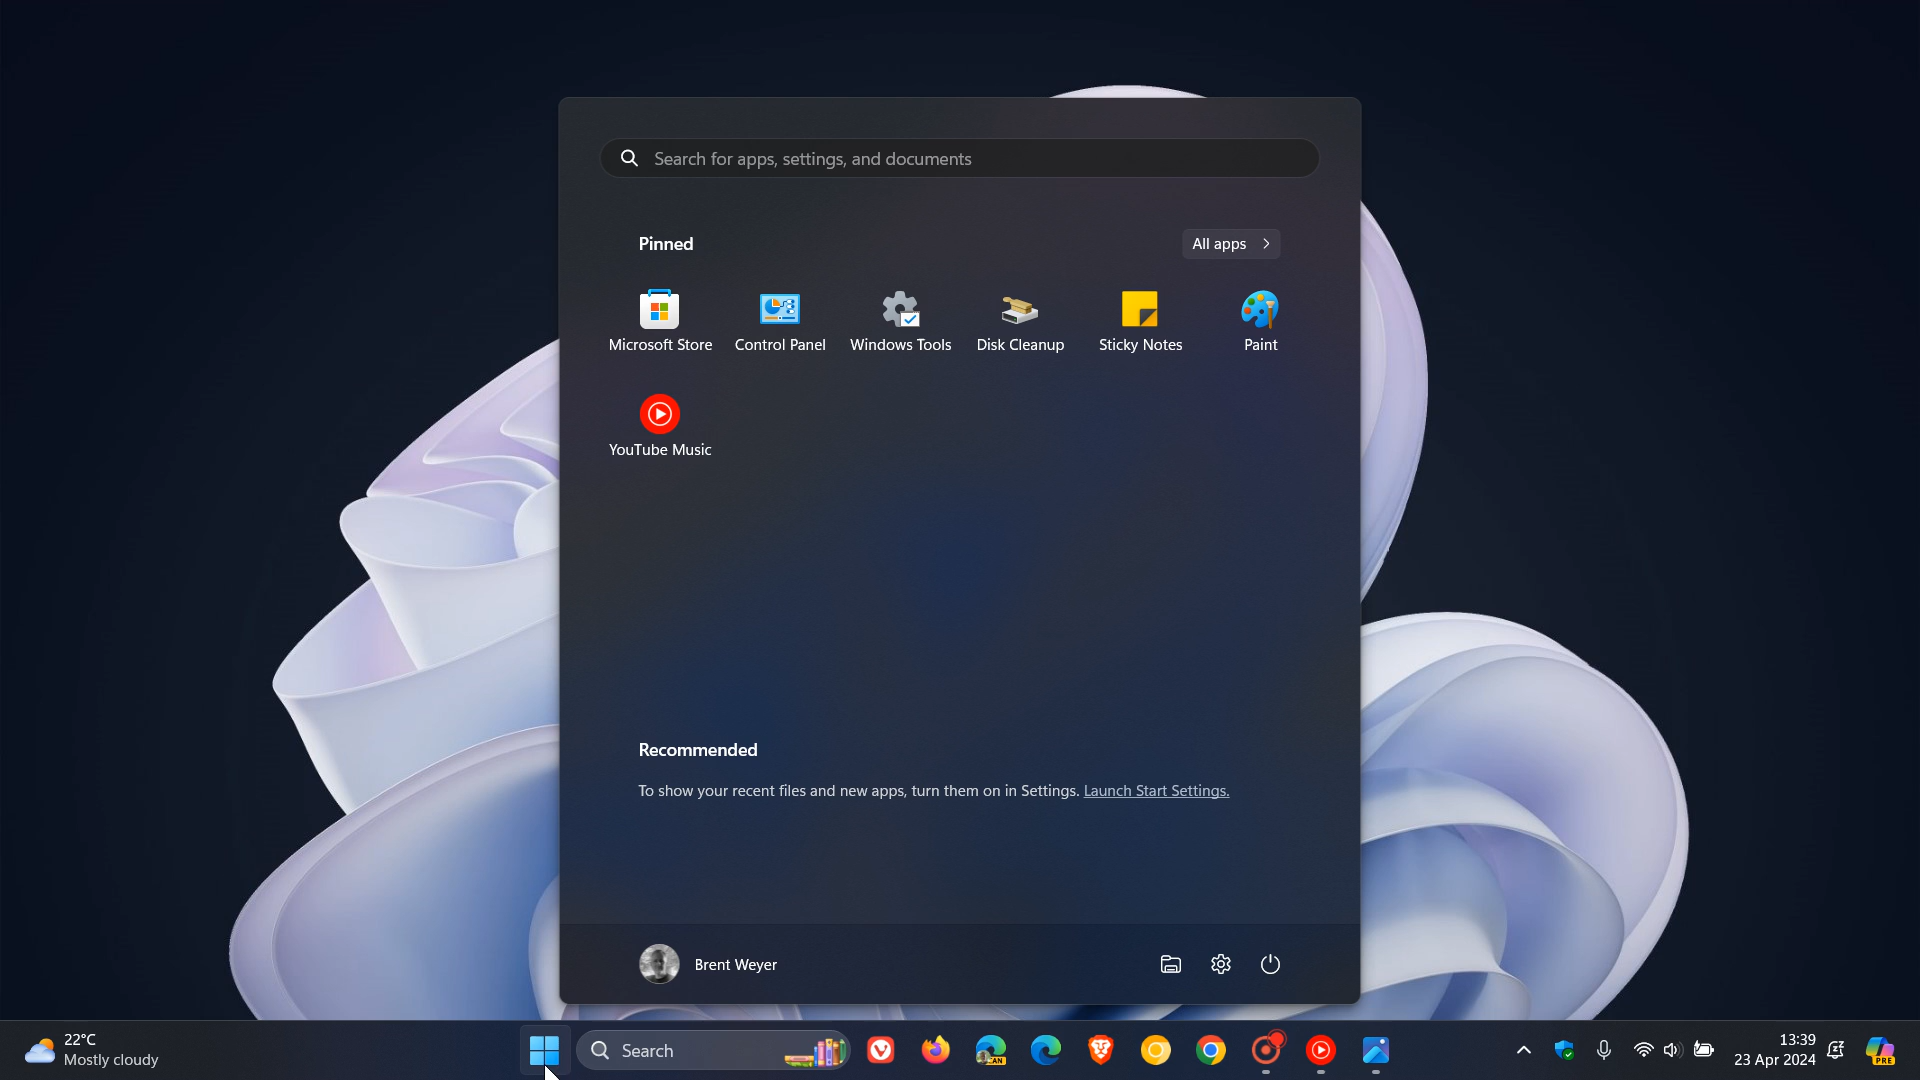 Search for apps, settings, and documents
Pinned
All apps
Microsoft Store
Control Panel
Windows Tools
Disk Cleanup
Sticky Notes
Paint
YouTube Music
Recommended
To show your recent files and new apps, turn them on in Settings. Launch Start Settings.
Brent Weyer
22°C
Mostly cloudy
Search
CAN
13:39
23 Apr 2024
PRE